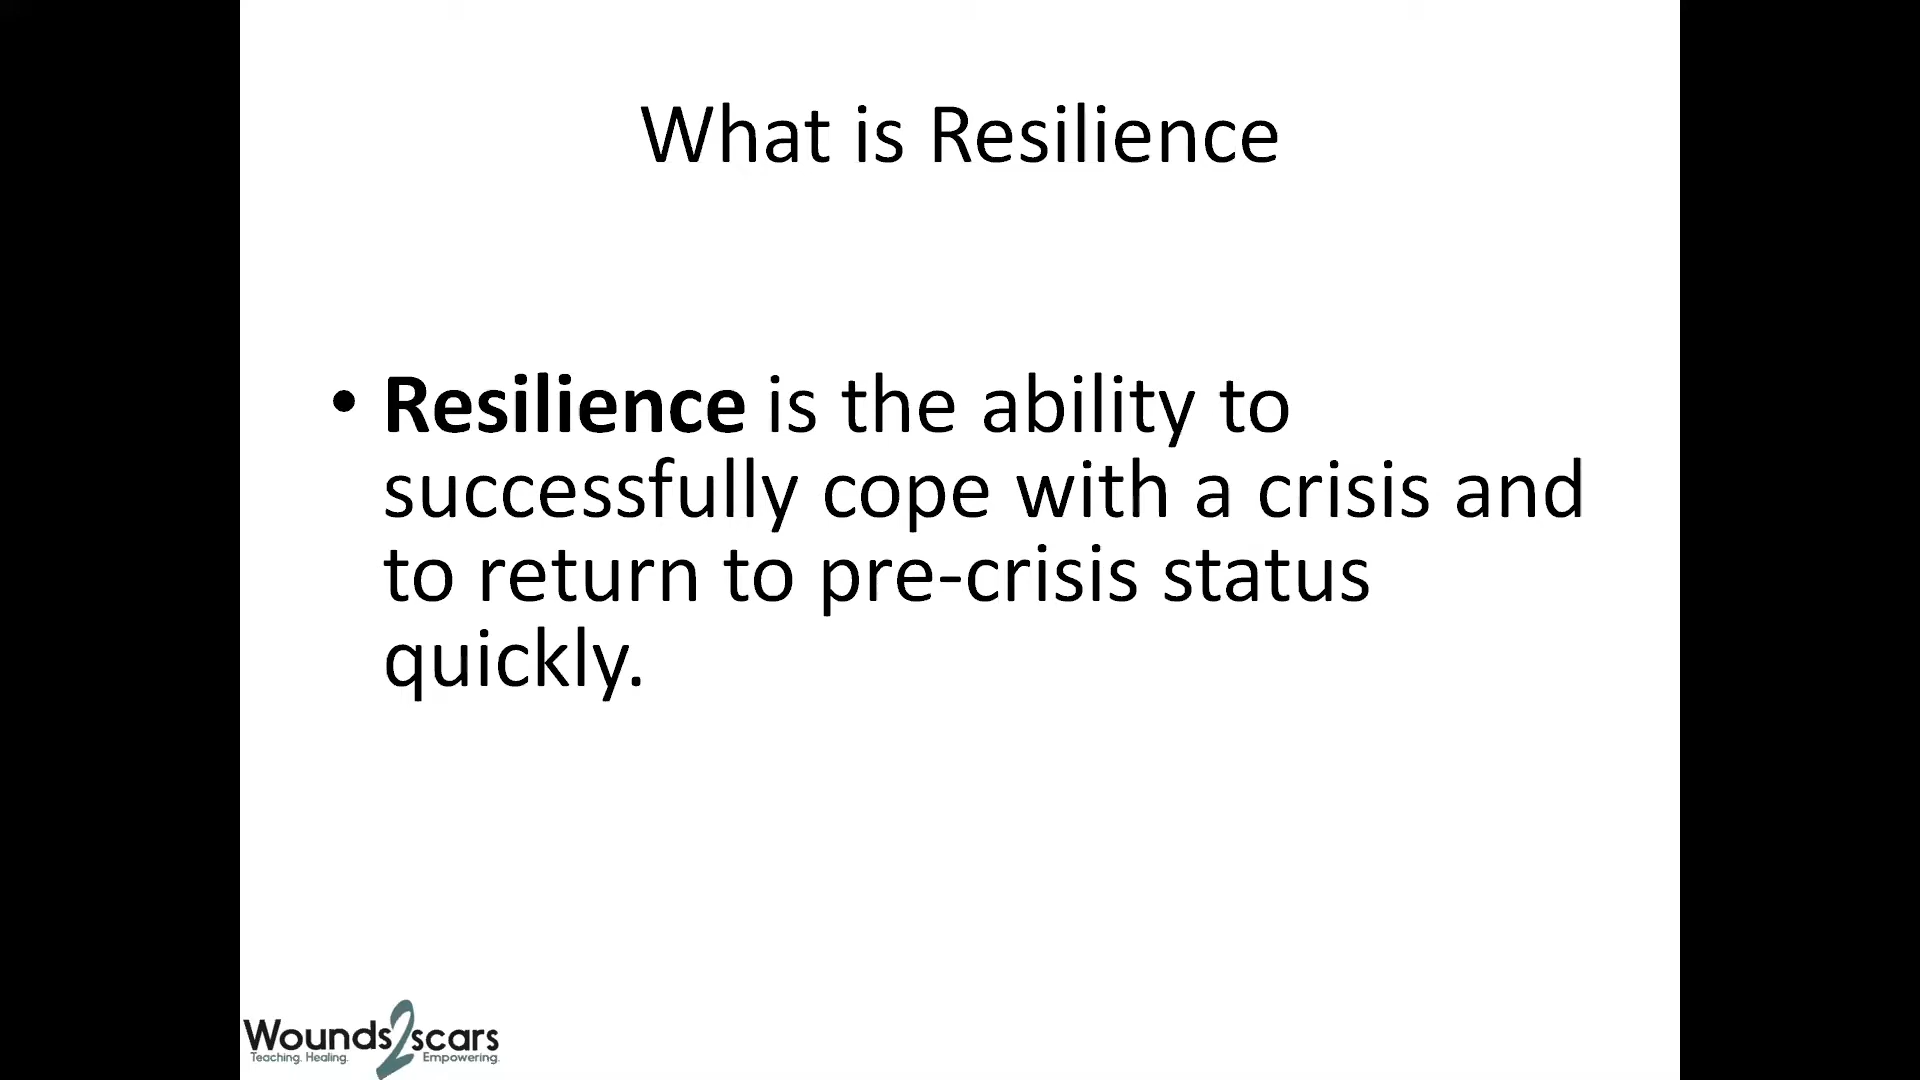 What is Resilience
• Resilience is the ability to
successfully cope with a crisis and
to return to pre-crisis status
quickly.
Wounds2scars
Teaching. Healing. Empowering.